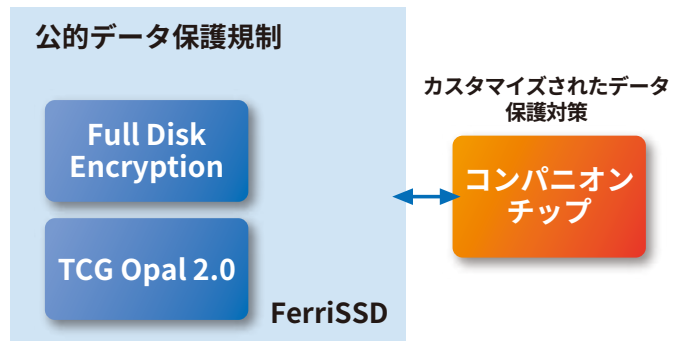 公的データ保護規制
Full Disk
Encryption
TCG Opal 2.0
FerriSSD
カスタマイズされたデータ
保護対策
コンパニオン
チップ